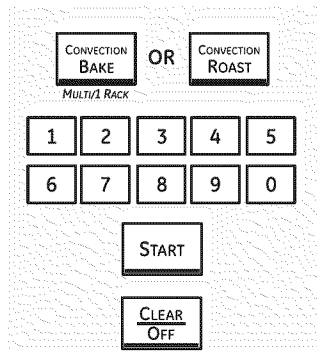 CONVECTION
BAKE
OR
CONVECTION
ROAST
MULTI/1 RACK
1 2 3 4 5
6 7 8 9 0
START
CLEAR
OFF